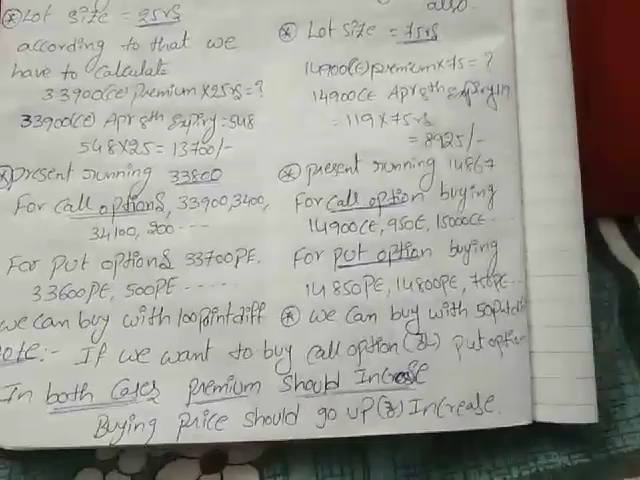 also.
⊛ Lot size = 25rs
according to that we
have to calculate
33900(CE) premium x 25rs = ?
33900(CE) Apr 8th Expiry = 548
548 x 25 = 13700/-
⊛ present running 33800
For call options, 33900, 3400,
34100, 200 ----
For put options 33700PE.
33600PE, 500PE -----
we can buy with 100 point diff
⊛ Lot size = 75rs
14900(CE) premium x 75 = ?
14900CE Apr 8th Expiry In
= 119 x 75rs
= 8925/-
⊛ present running 14867
For call option buying
14900CE, 950E, 15000CE --
For put option buying
14850PE, 14800PE, 750PE--
⊛ we can buy with 50
ote:- If we want to buy call option (or) put option
In both cases premium should Increase
Buying price should go up (or) Increase.